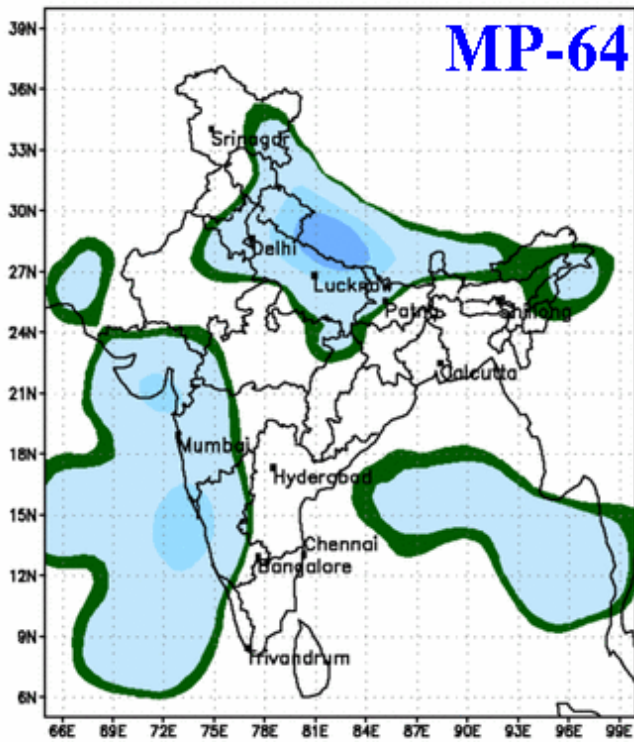 39N
MP-64
36N
Srinagar
33N
30N
Delhi
27N
Lucknow
Patna
Shillong
24N
Calcutta
21N
18N
Mumbai
Hyderabad
15N
Chennai
12N
Bangalore
9N
Trivandrum
6N
66E 69E 72E 75E 78E 81E 84E 87E 90E 93E 96E 99E